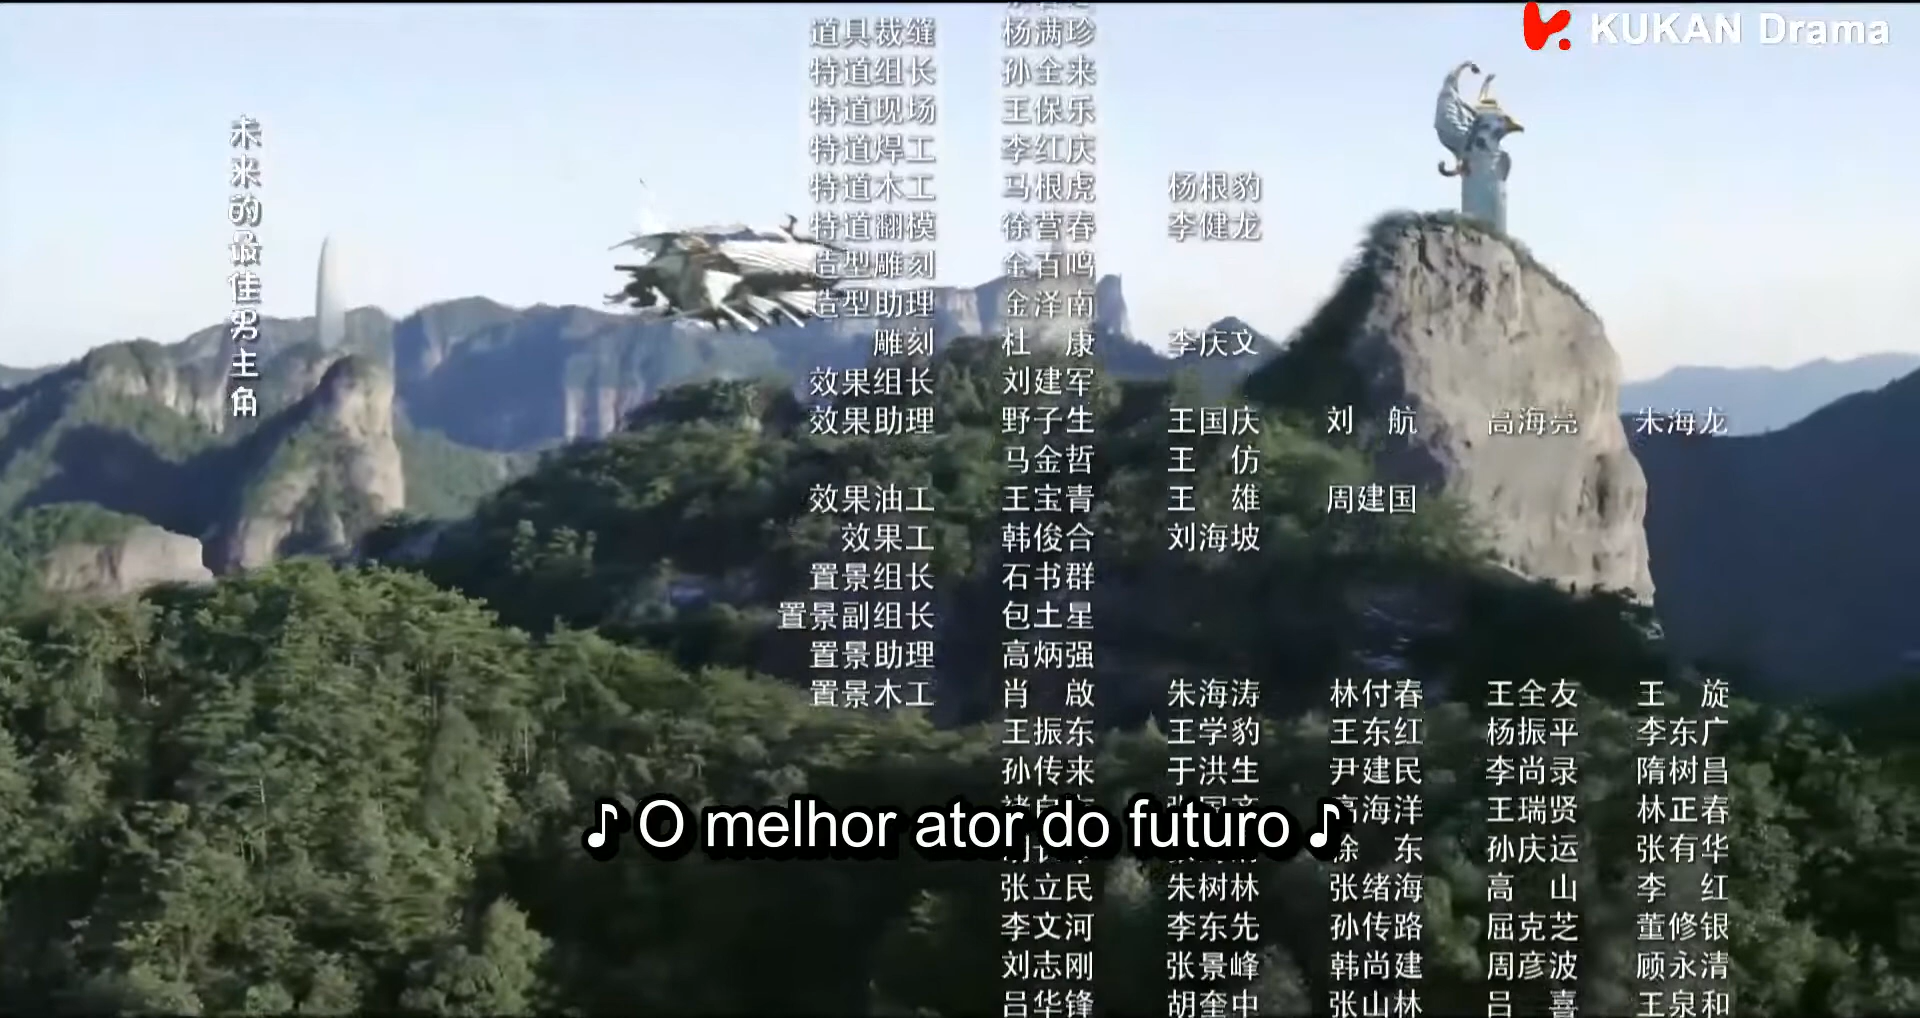 KUKAN Drama
未来的最佳男主角
道具裁缝 杨满珍
特道组长 孙全来
特道现场 王保乐
特道焊工 李红庆
特道木工 马根虎 杨根豹
特道翻模 徐营春 李健龙
造型雕刻 金百鸣
造型助理 金泽南
雕刻 杜康 李庆文
效果组长 刘建军
效果助理 野子生 王国庆 刘航 高海亮 朱海龙
马金哲 王仿
效果油工 王宝青 王雄 周建国
效果工 韩俊合 刘海坡
置景组长 石书群
置景副组长 包土星
置景助理 高炳强
置景木工 肖啟 朱海涛 林付春 王全友 王旋
王振东 王学豹 王东红 杨振平 李东广
孙传来 于洪生 尹建民 李尚录 隋树昌
高海洋 王瑞贤 林正春
♪ O melhor ator do futuro ♪
徐东 孙庆运 张有华
张立民 朱树林 张绪海 高山 李红
李文河 李东先 孙传路 屈克芝 董修银
刘志刚 张景峰 韩尚建 周彦波 顾永清
吕华锋 胡奎中 张山林 吕喜 王泉和